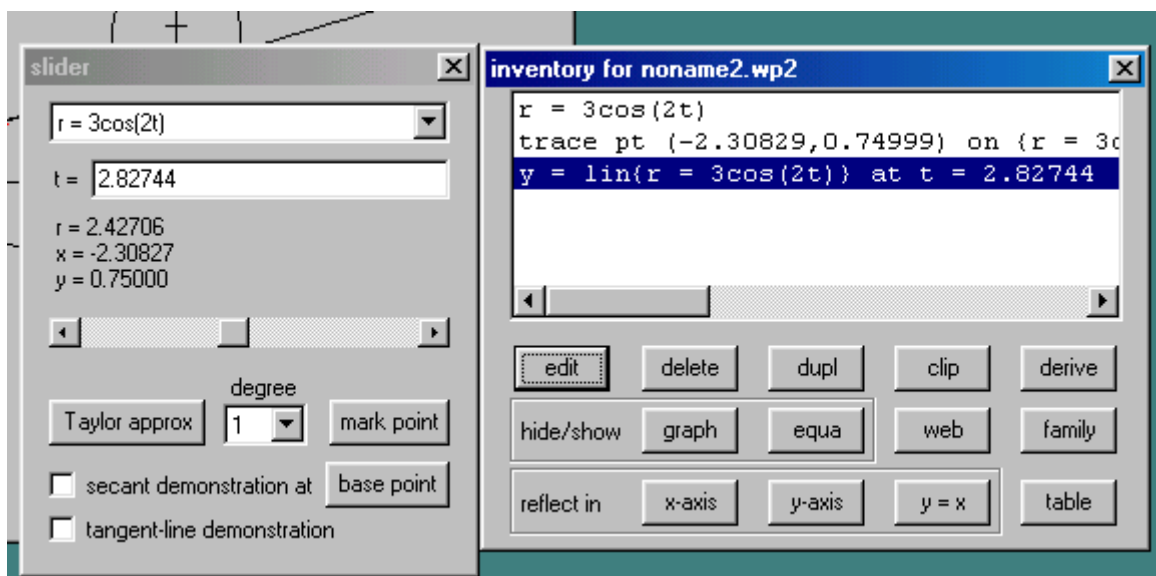 slider
r = 3cos(2t)
t = 2.82744
r = 2.42706
x = -2.30827
y = 0.75000
degree
Taylor approx 1 mark point
secant demonstration at base point
tangent-line demonstration
inventory for noname2.wp2
r = 3cos(2t)
trace pt (-2.30829,0.74999) on {r = 3c
y = lin{r = 3cos(2t)} at t = 2.82744
edit delete dupl clip derive
hide/show graph equa web family
reflect in x-axis y-axis y = x table